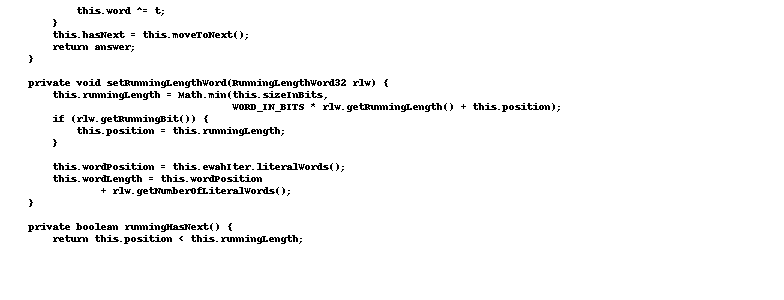 this.word ^= t;
}
this.hasNext = this.moveToNext();
return answer;
}
private void setRunningLengthWord(RunningLengthWord32 rlw) {
this.runningLength = Math.min(this.sizeInBits,
WORD_IN_BITS * rlw.getRunningLength() + this.position);
if (rlw.getRunningBit()) {
this.position = this.runningLength;
}
this.wordPosition = this.ewahIter.literalWords();
this.wordLength = this.wordPosition
+ rlw.getNumberOfLiteralWords();
}
private boolean runningHasNext() {
return this.position < this.runningLength;